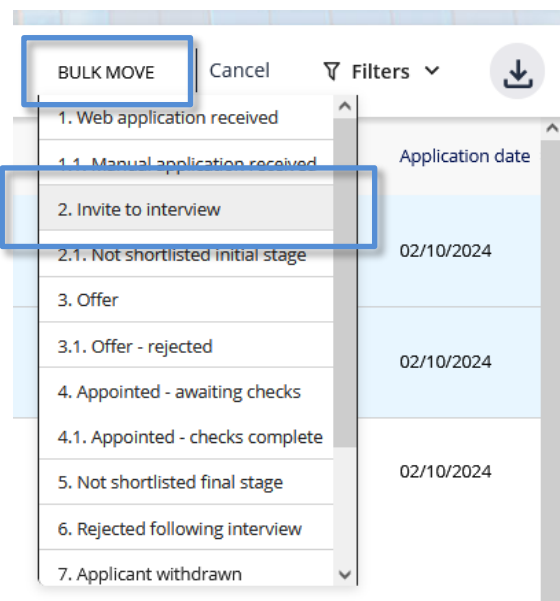 BULK MOVE Cancel Filters
1. Web application received
1.1. Manual application received
Application date
2. Invite to interview
2.1. Not shortlisted initial stage
02/10/2024
3. Offer
3.1. Offer - rejected
02/10/2024
4. Appointed - awaiting checks
4.1. Appointed - checks complete
5. Not shortlisted final stage
02/10/2024
6. Rejected following interview
7. Applicant withdrawn